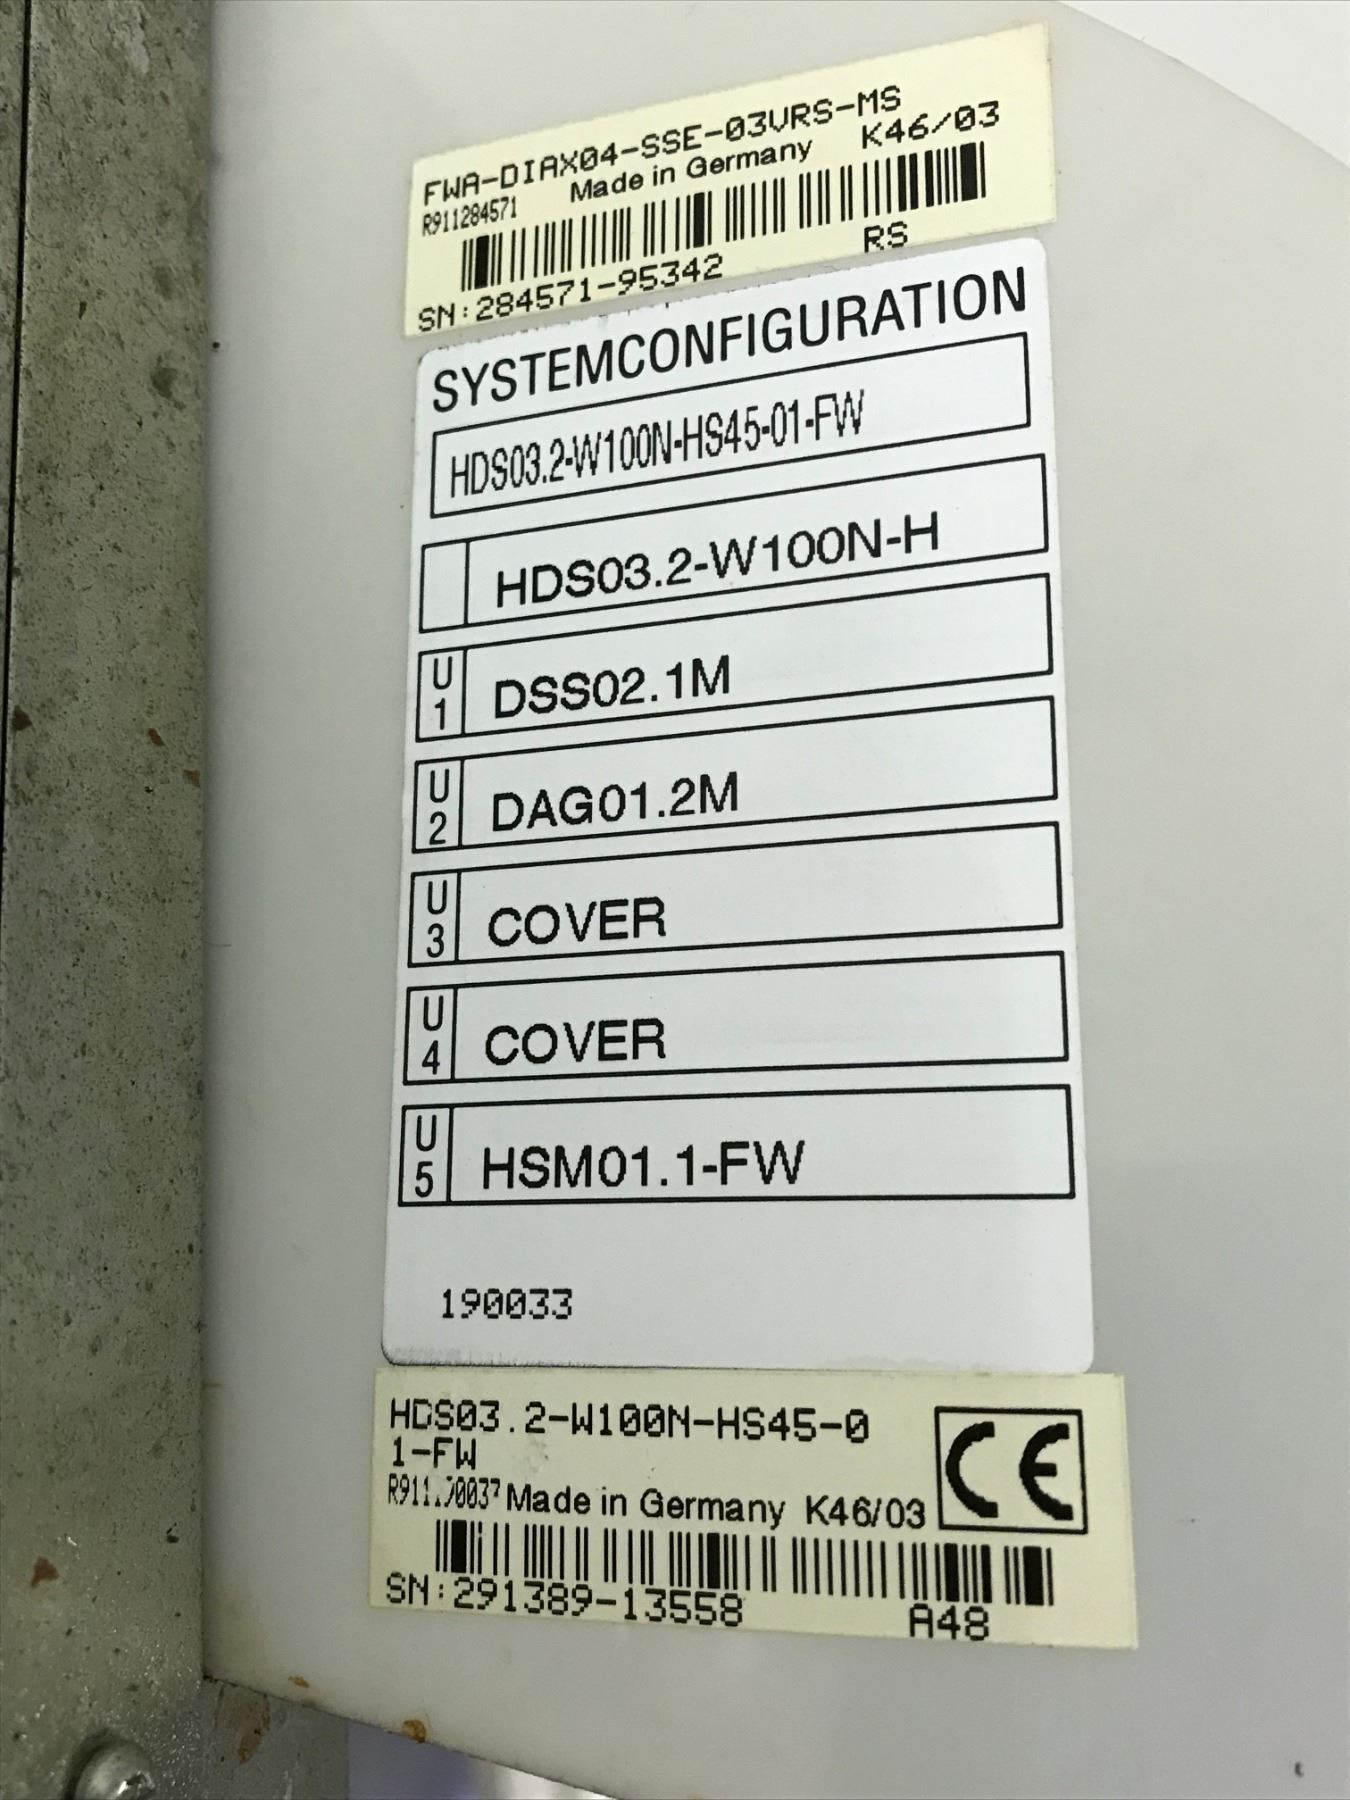 FWA-DIAX04-SSE-03VRS-MS
R911284571 Made in Germany K46/03
RS
SN:284571-95342
SYSTEMCONFIGURATION
HDS03.2-W100N-HS45-01-FW
HDS03.2-W100N-H
U1 DSS02.1M
U2 DAG01.2M
U3 COVER
U4 COVER
U5 HSM01.1-FW
190033
HDS03.2-W100N-HS45-0
1-FW
CE
Made in Germany K46/03
SN:291389-13558 A48